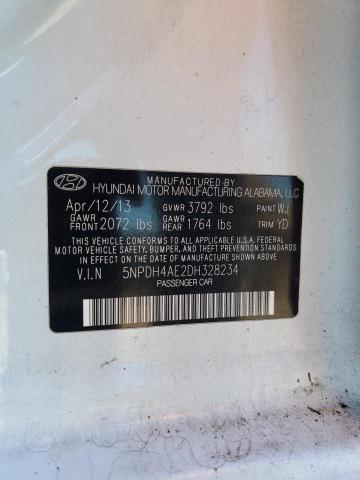 MANUFACTURED BY
HYUNDAI MOTOR MANUFACTURING ALABAMA, LLC
Apr/12/13 GVWR 3792 lbs PAINT WJ
GAWR FRONT 2072 lbs GAWR REAR 1764 lbs TRIM YD
THIS VEHICLE CONFORMS TO ALL APPLICABLE U.S. FEDERAL
MOTOR VEHICLE SAFETY, BUMPER, AND THEFT PREVENTION STANDARDS
IN EFFECT ON THE DATE OF MANUFACTURE SHOWN ABOVE.
V.I.N 5NPDH4AE2DH328234
PASSENGER CAR